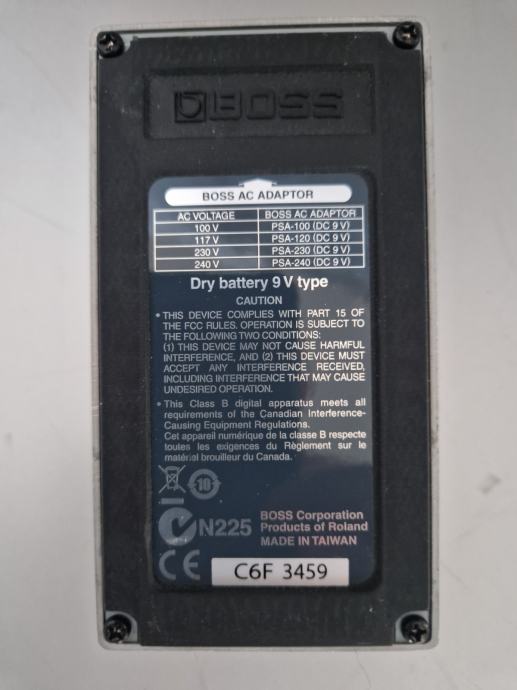 BOSS
BOSS AC ADAPTOR
AC VOLTAGE BOSS AC ADAPTOR
100 V PSA-100 (DC 9 V)
117 V PSA-120 (DC 9 V)
230 V PSA-230 (DC 9 V)
240 V PSA-240 (DC 9 V)
Dry battery 9 V type
CAUTION
• THIS DEVICE COMPLIES WITH PART 15 OF
THE FCC RULES. OPERATION IS SUBJECT TO
THE FOLLOWING TWO CONDITIONS:
(1) THIS DEVICE MAY NOT CAUSE HARMFUL
INTERFERENCE, AND (2) THIS DEVICE MUST
ACCEPT ANY INTERFERENCE RECEIVED,
INCLUDING INTERFERENCE THAT MAY CAUSE
UNDESIRED OPERATION.
• This Class B digital apparatus meets all
requirements of the Canadian Interference-
Causing Equipment Regulations.
Cet appareil numérique de la classe B respecte
toutes les exigences du Règlement sur le
matérial brouilleur du Canada.
10
N225
BOSS Corporation
Products of Roland
MADE IN TAIWAN
CE
C6F 3459